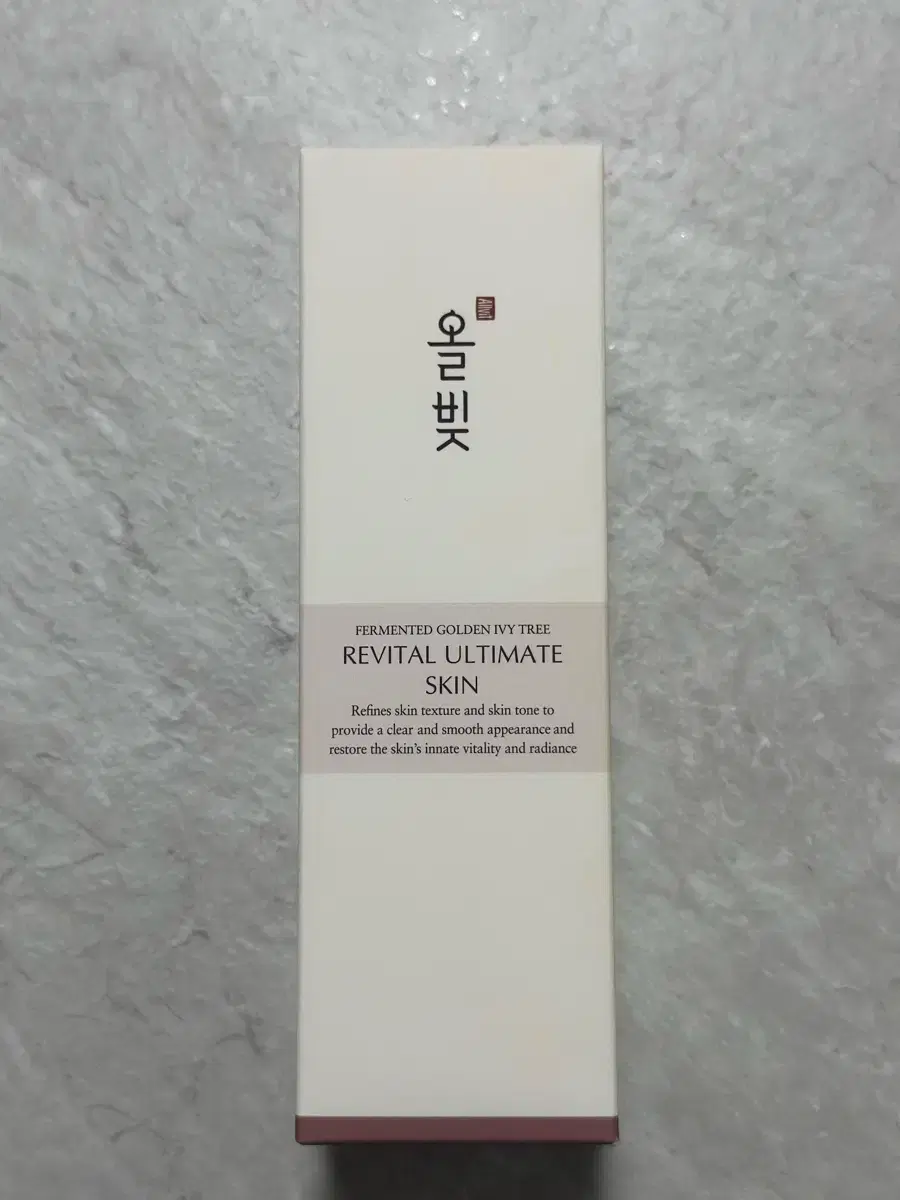 올빚
Allvit
FERMENTED GOLDEN IVY TREE
REVITAL ULTIMATE
SKIN
Refines skin texture and skin tone to
provide a clear and smooth appearance and
restore the skin's innate vitality and radiance